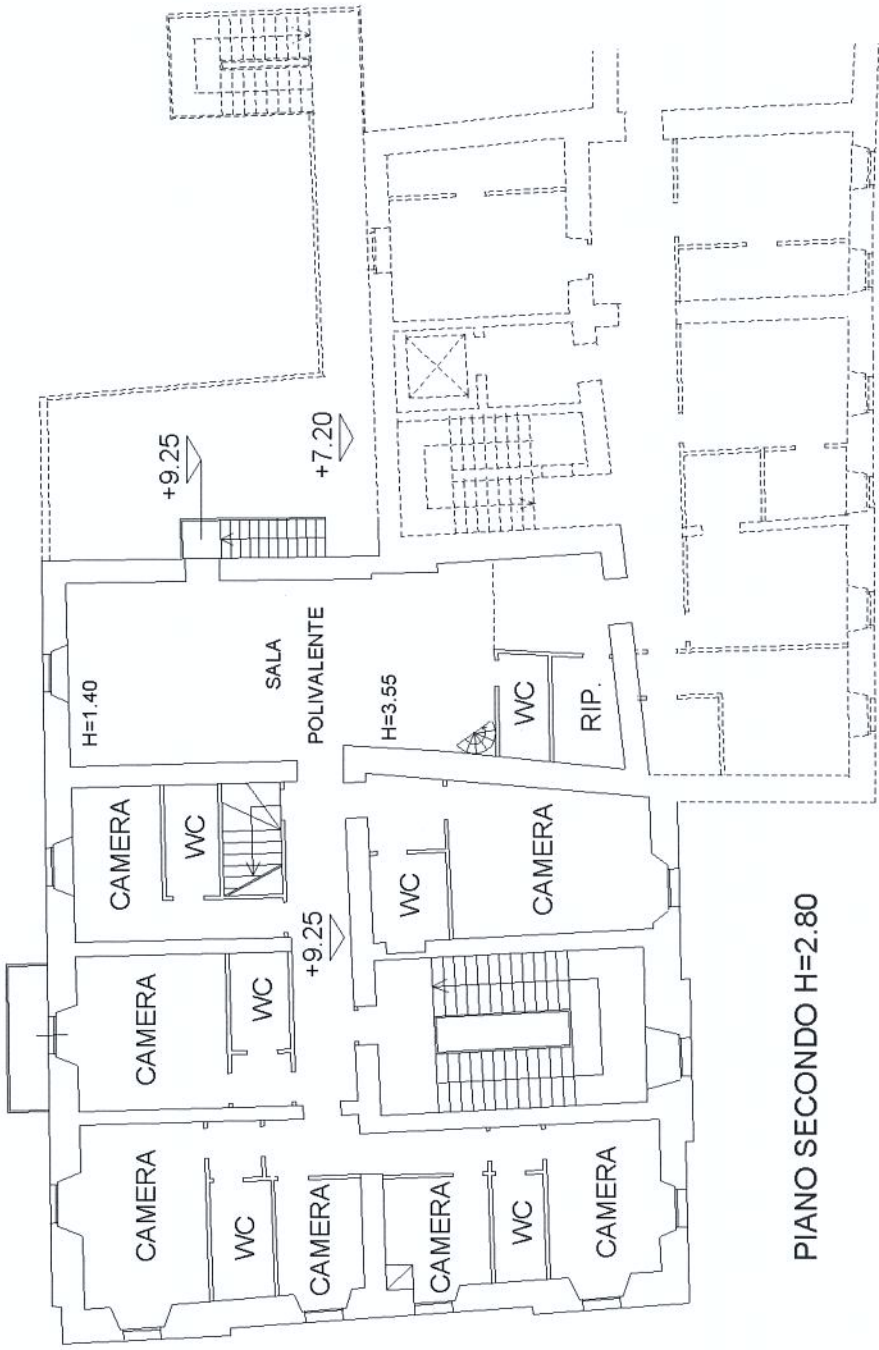 H=1.40
CAMERA
CAMERA
CAMERA
+9.25
WC
WC
WC
SALA
POLIVALENTE
+9.25
CAMERA
+7.20
H=3.55
WC
CAMERA
WC
WC
CAMERA
RIP.
CAMERA
PIANO SECONDO H=2.80